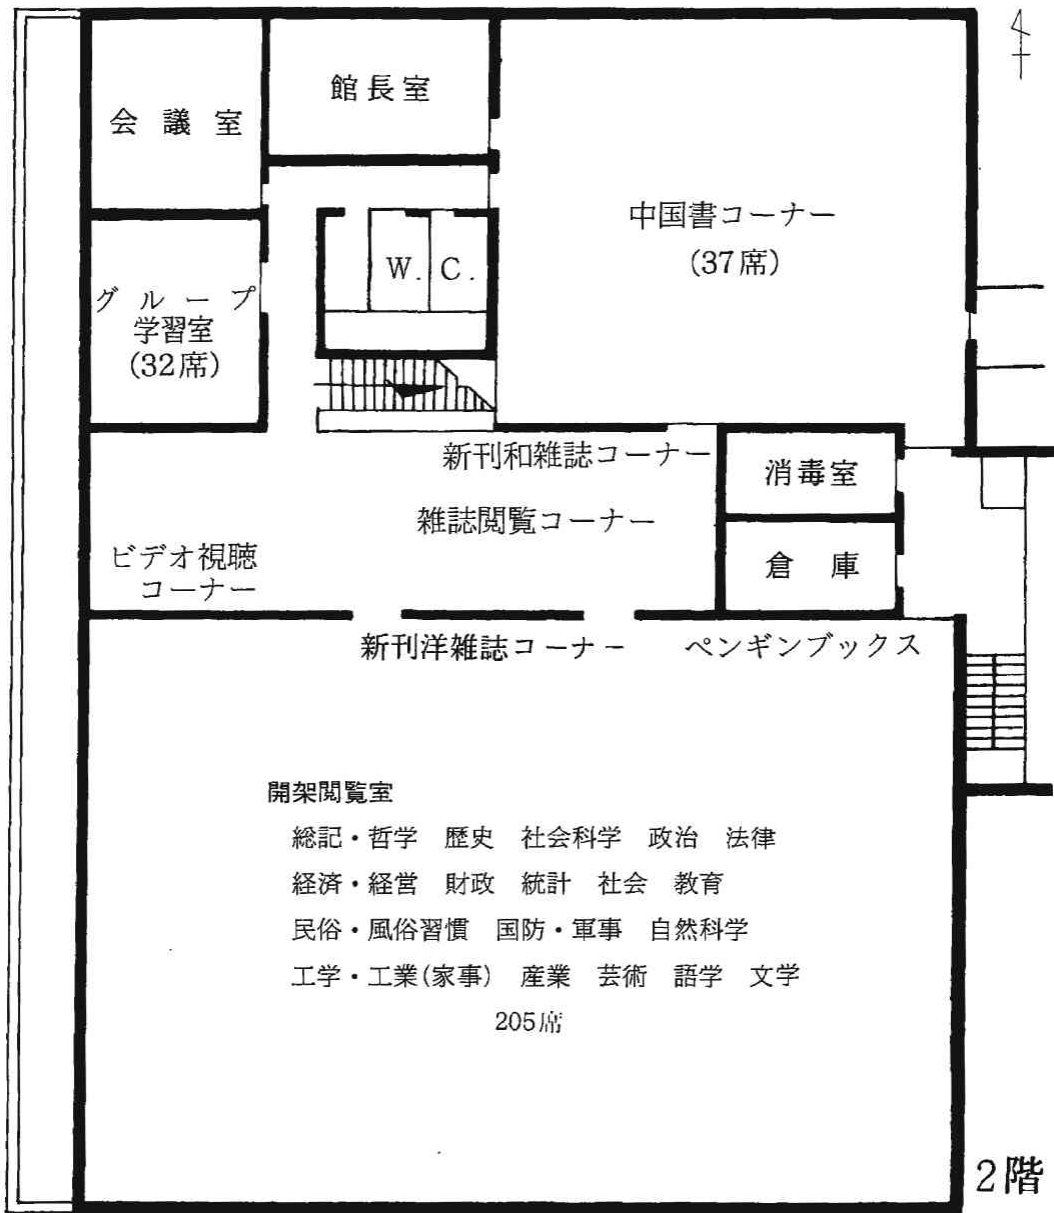 会議室
館長室
中国書コーナー
(37席)
W.C.
グループ
学習室
(32席)
新刊和雑誌コーナー
消毒室
雑誌閲覧コーナー
ビデオ視聴
コーナー
倉庫
新刊洋雑誌コーナー
ペンギンブックス
開架閲覧室
総記・哲学 歴史 社会科学 政治 法律
経済・経営 財政 統計 社会 教育
民俗・風俗習慣 国防・軍事 自然科学
工学・工業(家事) 産業 芸術 語学 文学
205席
2階